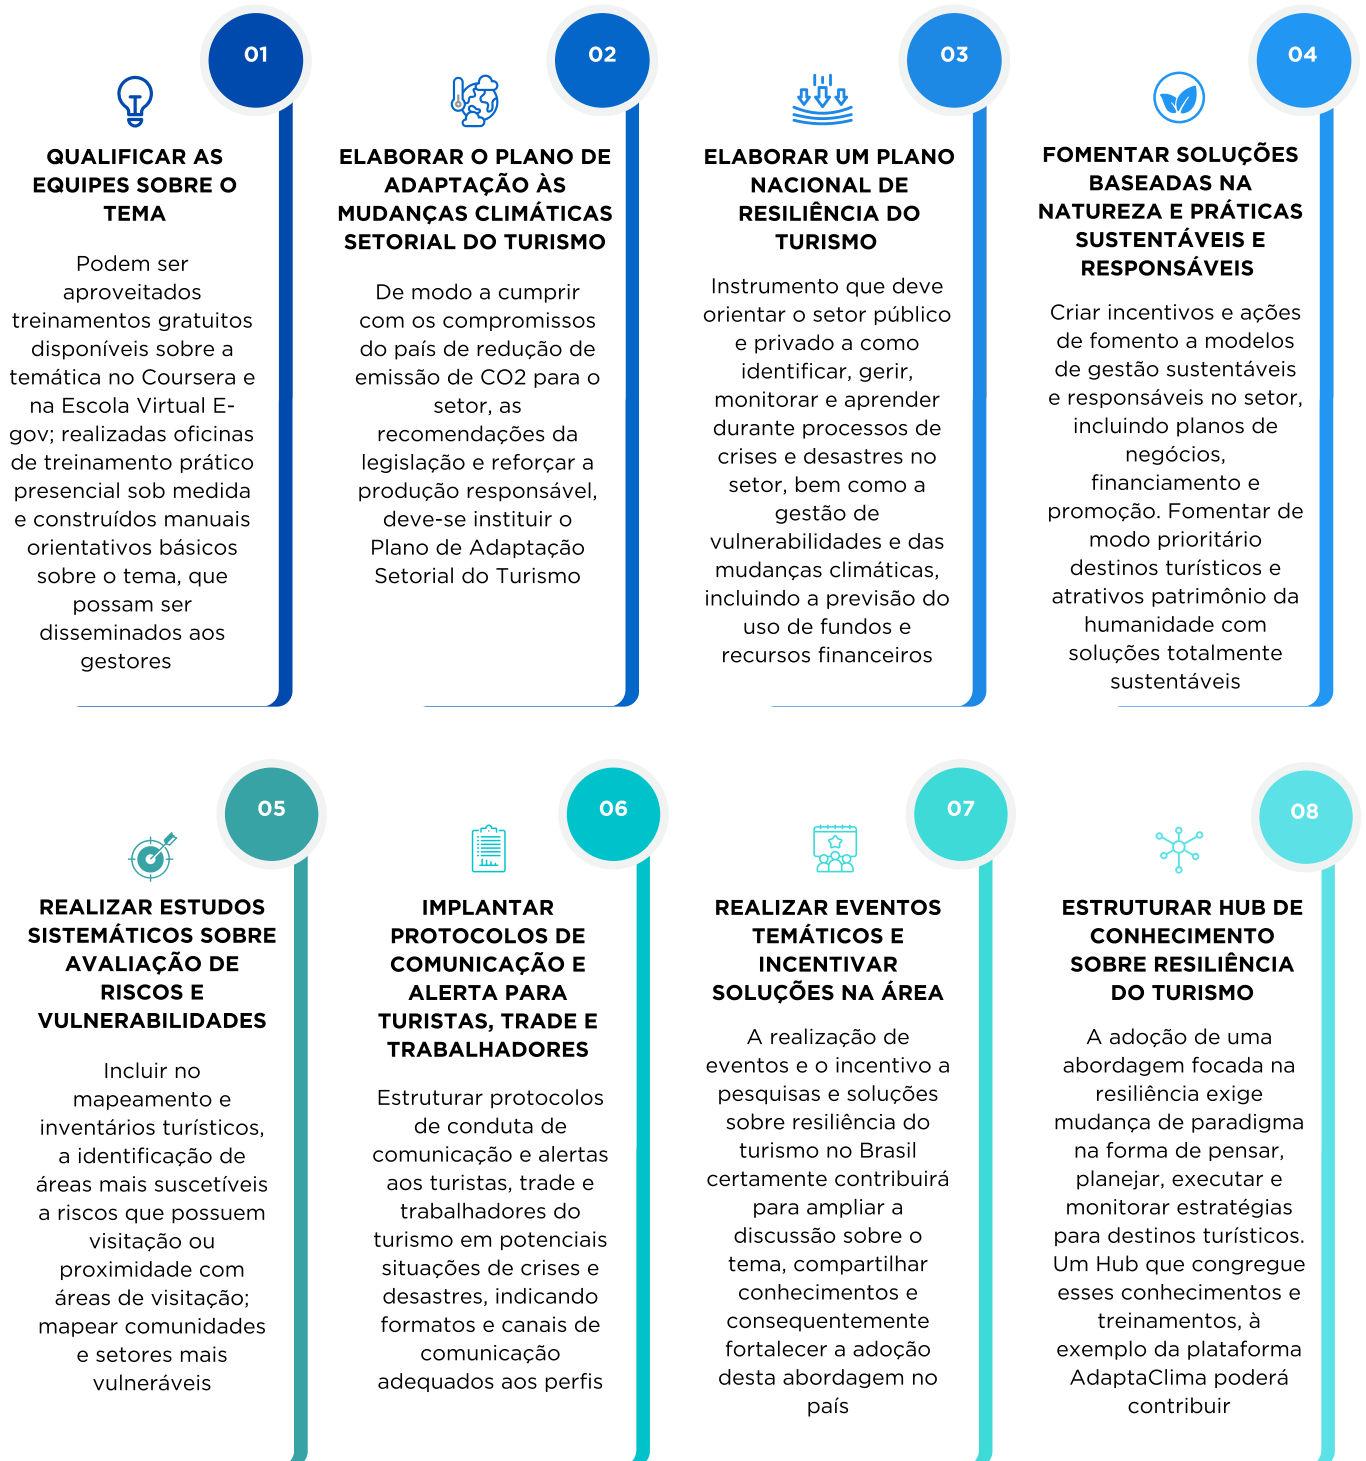 01
QUALIFICAR AS
EQUIPES SOBRE O
TEMA
Podem ser
aproveitados
treinamentos gratuitos
disponíveis sobre a
temática no Coursera e
na Escola Virtual E-
gov; realizadas oficinas
de treinamento prático
presencial sob medida
e construídos manuais
orientativos básicos
sobre o tema, que
possam ser
disseminados aos
gestores
02
ELABORAR O PLANO DE
ADAPTAÇÃO ÀS
MUDANÇAS CLIMÁTICAS
SETORIAL DO TURISMO
De modo a cumprir
com os compromissos
do país de redução de
emissão de CO2 para o
setor, as
recomendações da
legislação e reforçar a
produção responsável,
deve-se instituir o
Plano de Adaptação
Setorial do Turismo
03
ELABORAR UM PLANO
NACIONAL DE
RESILIÊNCIA DO
TURISMO
Instrumento que deve
orientar o setor público
e privado a como
identificar, gerir,
monitorar e aprender
durante processos de
crises e desastres no
setor, bem como a
gestão de
vulnerabilidades e das
mudanças climáticas,
incluindo a previsão do
uso de fundos e
recursos financeiros
04
FOMENTAR SOLUÇÕES
BASEADAS NA
NATUREZA E PRÁTICAS
SUSTENTÁVEIS E
RESPONSÁVEIS
Criar incentivos e ações
de fomento a modelos
de gestão sustentáveis
e responsáveis no setor,
incluindo planos de
negócios,
financiamento e
promoção. Fomentar de
modo prioritário
destinos turísticos e
atrativos patrimônio da
humanidade com
soluções totalmente
sustentáveis
05
REALIZAR ESTUDOS
SISTEMÁTICOS SOBRE
AVALIAÇÃO DE
RISCOS E
VULNERABILIDADES
Incluir no
mapeamento e
inventários turísticos,
a identificação de
áreas mais suscetíveis
a riscos que possuem
visitação ou
proximidade com
áreas de visitação;
mapear comunidades
e setores mais
vulneráveis
06
IMPLANTAR
PROTOCOLOS DE
COMUNICAÇÃO E
ALERTA PARA
TURISTAS, TRADE E
TRABALHADORES
Estruturar protocolos
de conduta de
comunicação e alertas
aos turistas, trade e
trabalhadores do
turismo em potenciais
situações de crises e
desastres, indicando
formatos e canais de
comunicação
adequados aos perfis
07
REALIZAR EVENTOS
TEMÁTICOS E
INCENTIVAR
SOLUÇÕES NA ÁREA
A realização de
eventos e o incentivo a
pesquisas e soluções
sobre resiliência do
turismo no Brasil
certamente contribuirá
para ampliar a
discussão sobre o
tema, compartilhar
conhecimentos e
consequentemente
fortalecer a adoção
desta abordagem no
país
08
ESTRUTURAR HUB DE
CONHECIMENTO
SOBRE RESILIÊNCIA
DO TURISMO
A adoção de uma
abordagem focada na
resiliência exige
mudança de paradigma
na forma de pensar,
planejar, executar e
monitorar estratégias
para destinos turísticos.
Um Hub que congregue
esses conhecimentos e
treinamentos, à
exemplo da plataforma
AdaptaClima poderá
contribuir